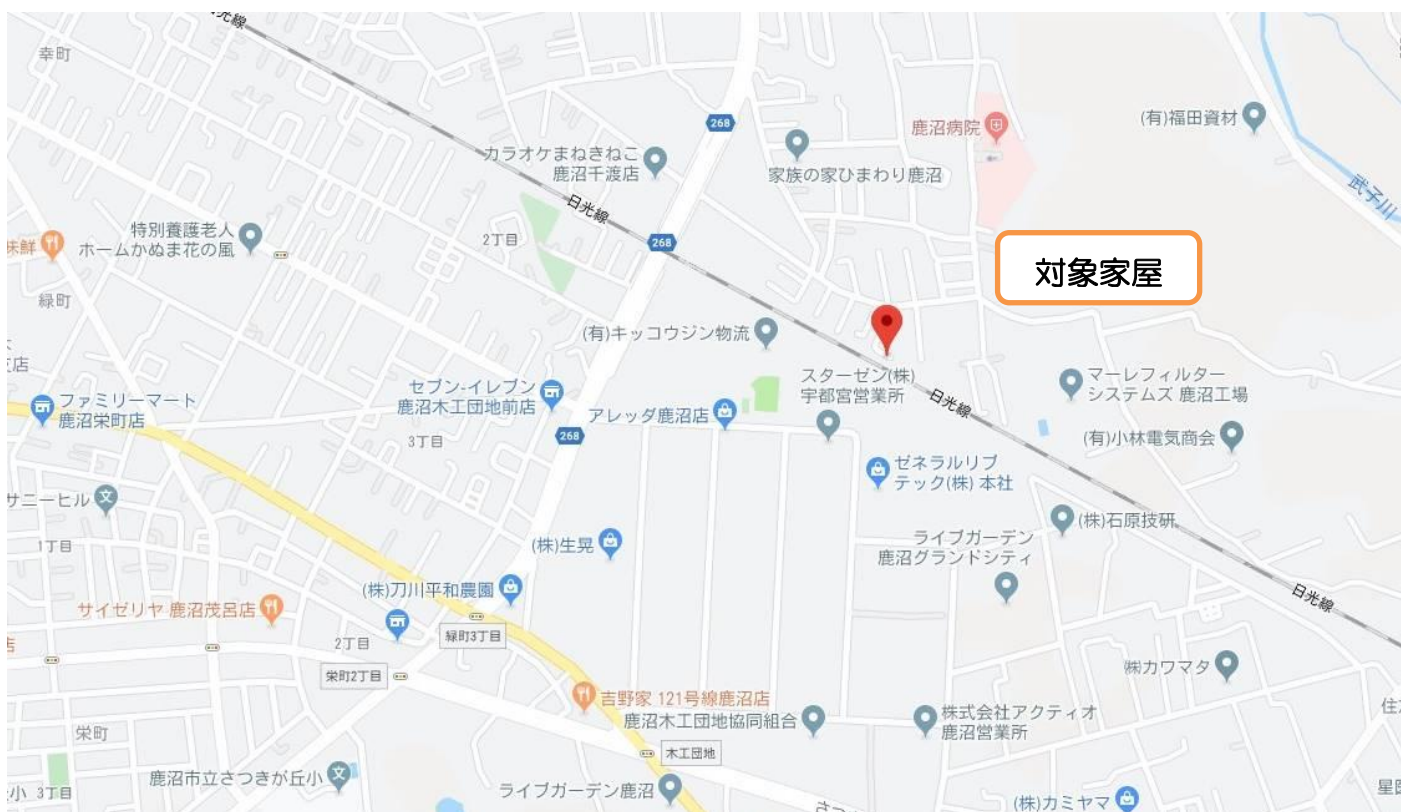 日光線
幸町
268
カラオケまねきねこ
鹿沼千渡店
家族の家ひまわり鹿沼
鹿沼病院
(有)福田資材
武子川
日光線
特別養護老人
ホームかぬま花の風
2丁目
268
対象家屋
味鮮
緑町
(有)キッコウジン物流
店
スターゼン(株)
宇都宮営業所
日光線
マーレフィルター
システムズ 鹿沼工場
ファミリーマート
鹿沼栄町店
セブン-イレブン
鹿沼木工団地前店
アレッダ鹿沼店
3丁目
268
(有)小林電気商会
ゼネラルリブ
テック(株) 本社
サニーヒル
文
(株)石原技研
1丁目
(株)生晃
ライブガーデン
鹿沼グランドシティ
(株)刀川平和農園
日光線
サイゼリヤ 鹿沼茂呂店
緑町3丁目
2丁目
店
栄町2丁目
(株)カワマタ
吉野家 121号線鹿沼店
鹿沼木工団地協同組合
株式会社アクティオ
鹿沼営業所
栄町
木工団地
鹿沼市立さつきが丘小
文
小 3丁目
ライブガーデン鹿沼
(株)カミヤマ